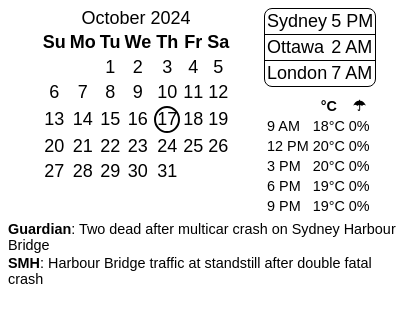 October 2024
Su Mo Tu We Th Fr Sa
1 2 3 4 5
6 7 8 9 10 11 12
13 14 15 16 17 18 19
20 21 22 23 24 25 26
27 28 29 30 31
Sydney 5 PM
Ottawa 2 AM
London 7 AM
°C ☂
9 AM 18°C 0%
12 PM 20°C 0%
3 PM 20°C 0%
6 PM 19°C 0%
9 PM 19°C 0%
Guardian: Two dead after multicar crash on Sydney Harbour
Bridge
SMH: Harbour Bridge traffic at standstill after double fatal
crash